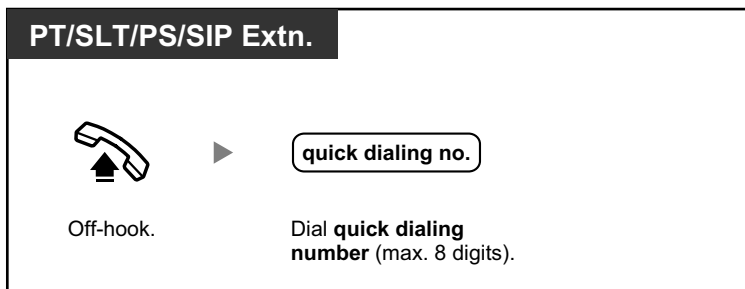 PT/SLT/PS/SIP Extn.
quick dialing no.
Off-hook.
Dial quick dialing
number (max. 8 digits).